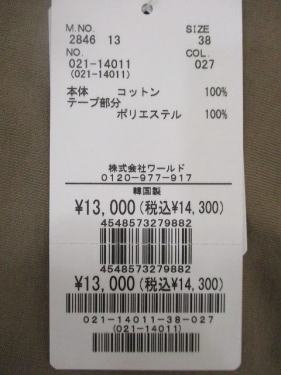 M.NO. SIZE
2846 13 38
NO. COL.
021-14011 027
(021-14011)
本体 コットン 100%
テープ部分
ポリエステル 100%
株式会社ワールド
0120-977-917
韓国製
¥13,000(税込¥14,300)
4548573279882
4548573279882
¥13,000(税込¥14,300)
021-14011-38-027
(021-14011)